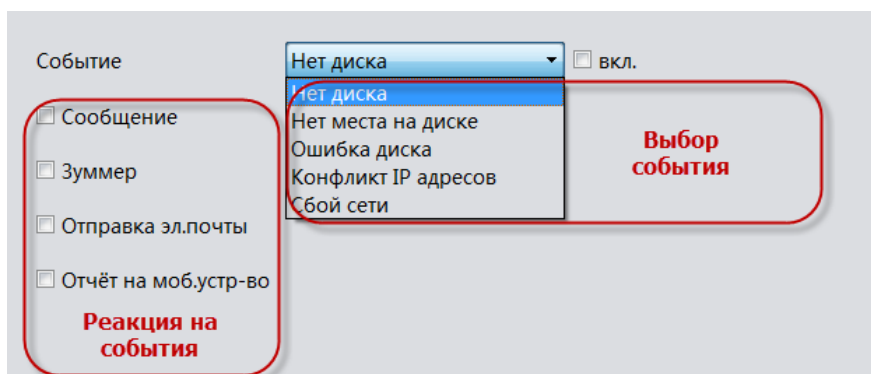 Событие Нет диска вкл.
Нет диска
Сообщение
Нет места на диске
Ошибка диска
Выбор
события
Зуммер
Конфликт IP адресов
Сбой сети
Отправка эл.почты
Отчёт на моб.устр-во
Реакция на
события